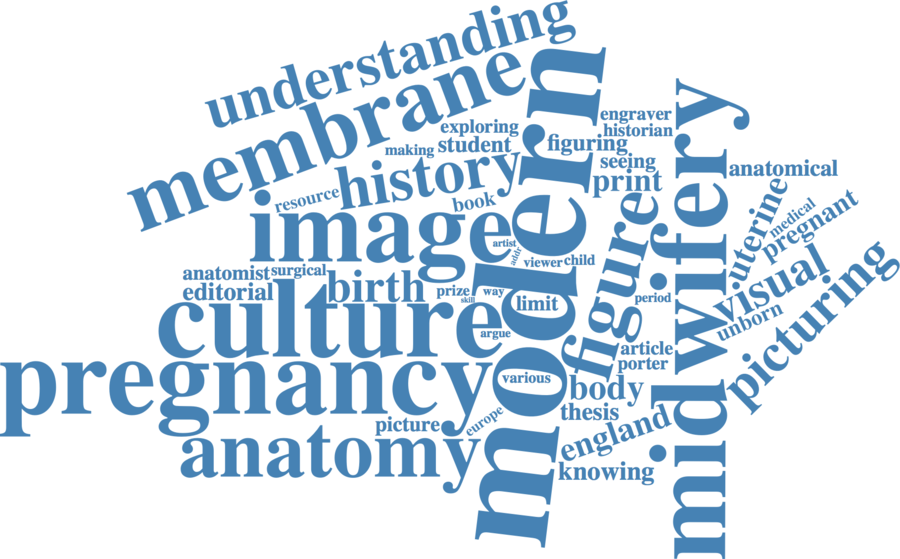 understanding
membrane
modern
midwifery
engraver
historian
exploring
student
making
figuring
seeing
history
print
anatomical
resource
book
image
uterine
medical
pregnant
figure
artist
viewer
child
anatomist
surgical
editorial
birth
prize
skill
way
limit
period
visual
unborn
picturing
culture
argue
article
porter
pregnancy
various
body
thesis
picture
europe
england
anatomy
knowing